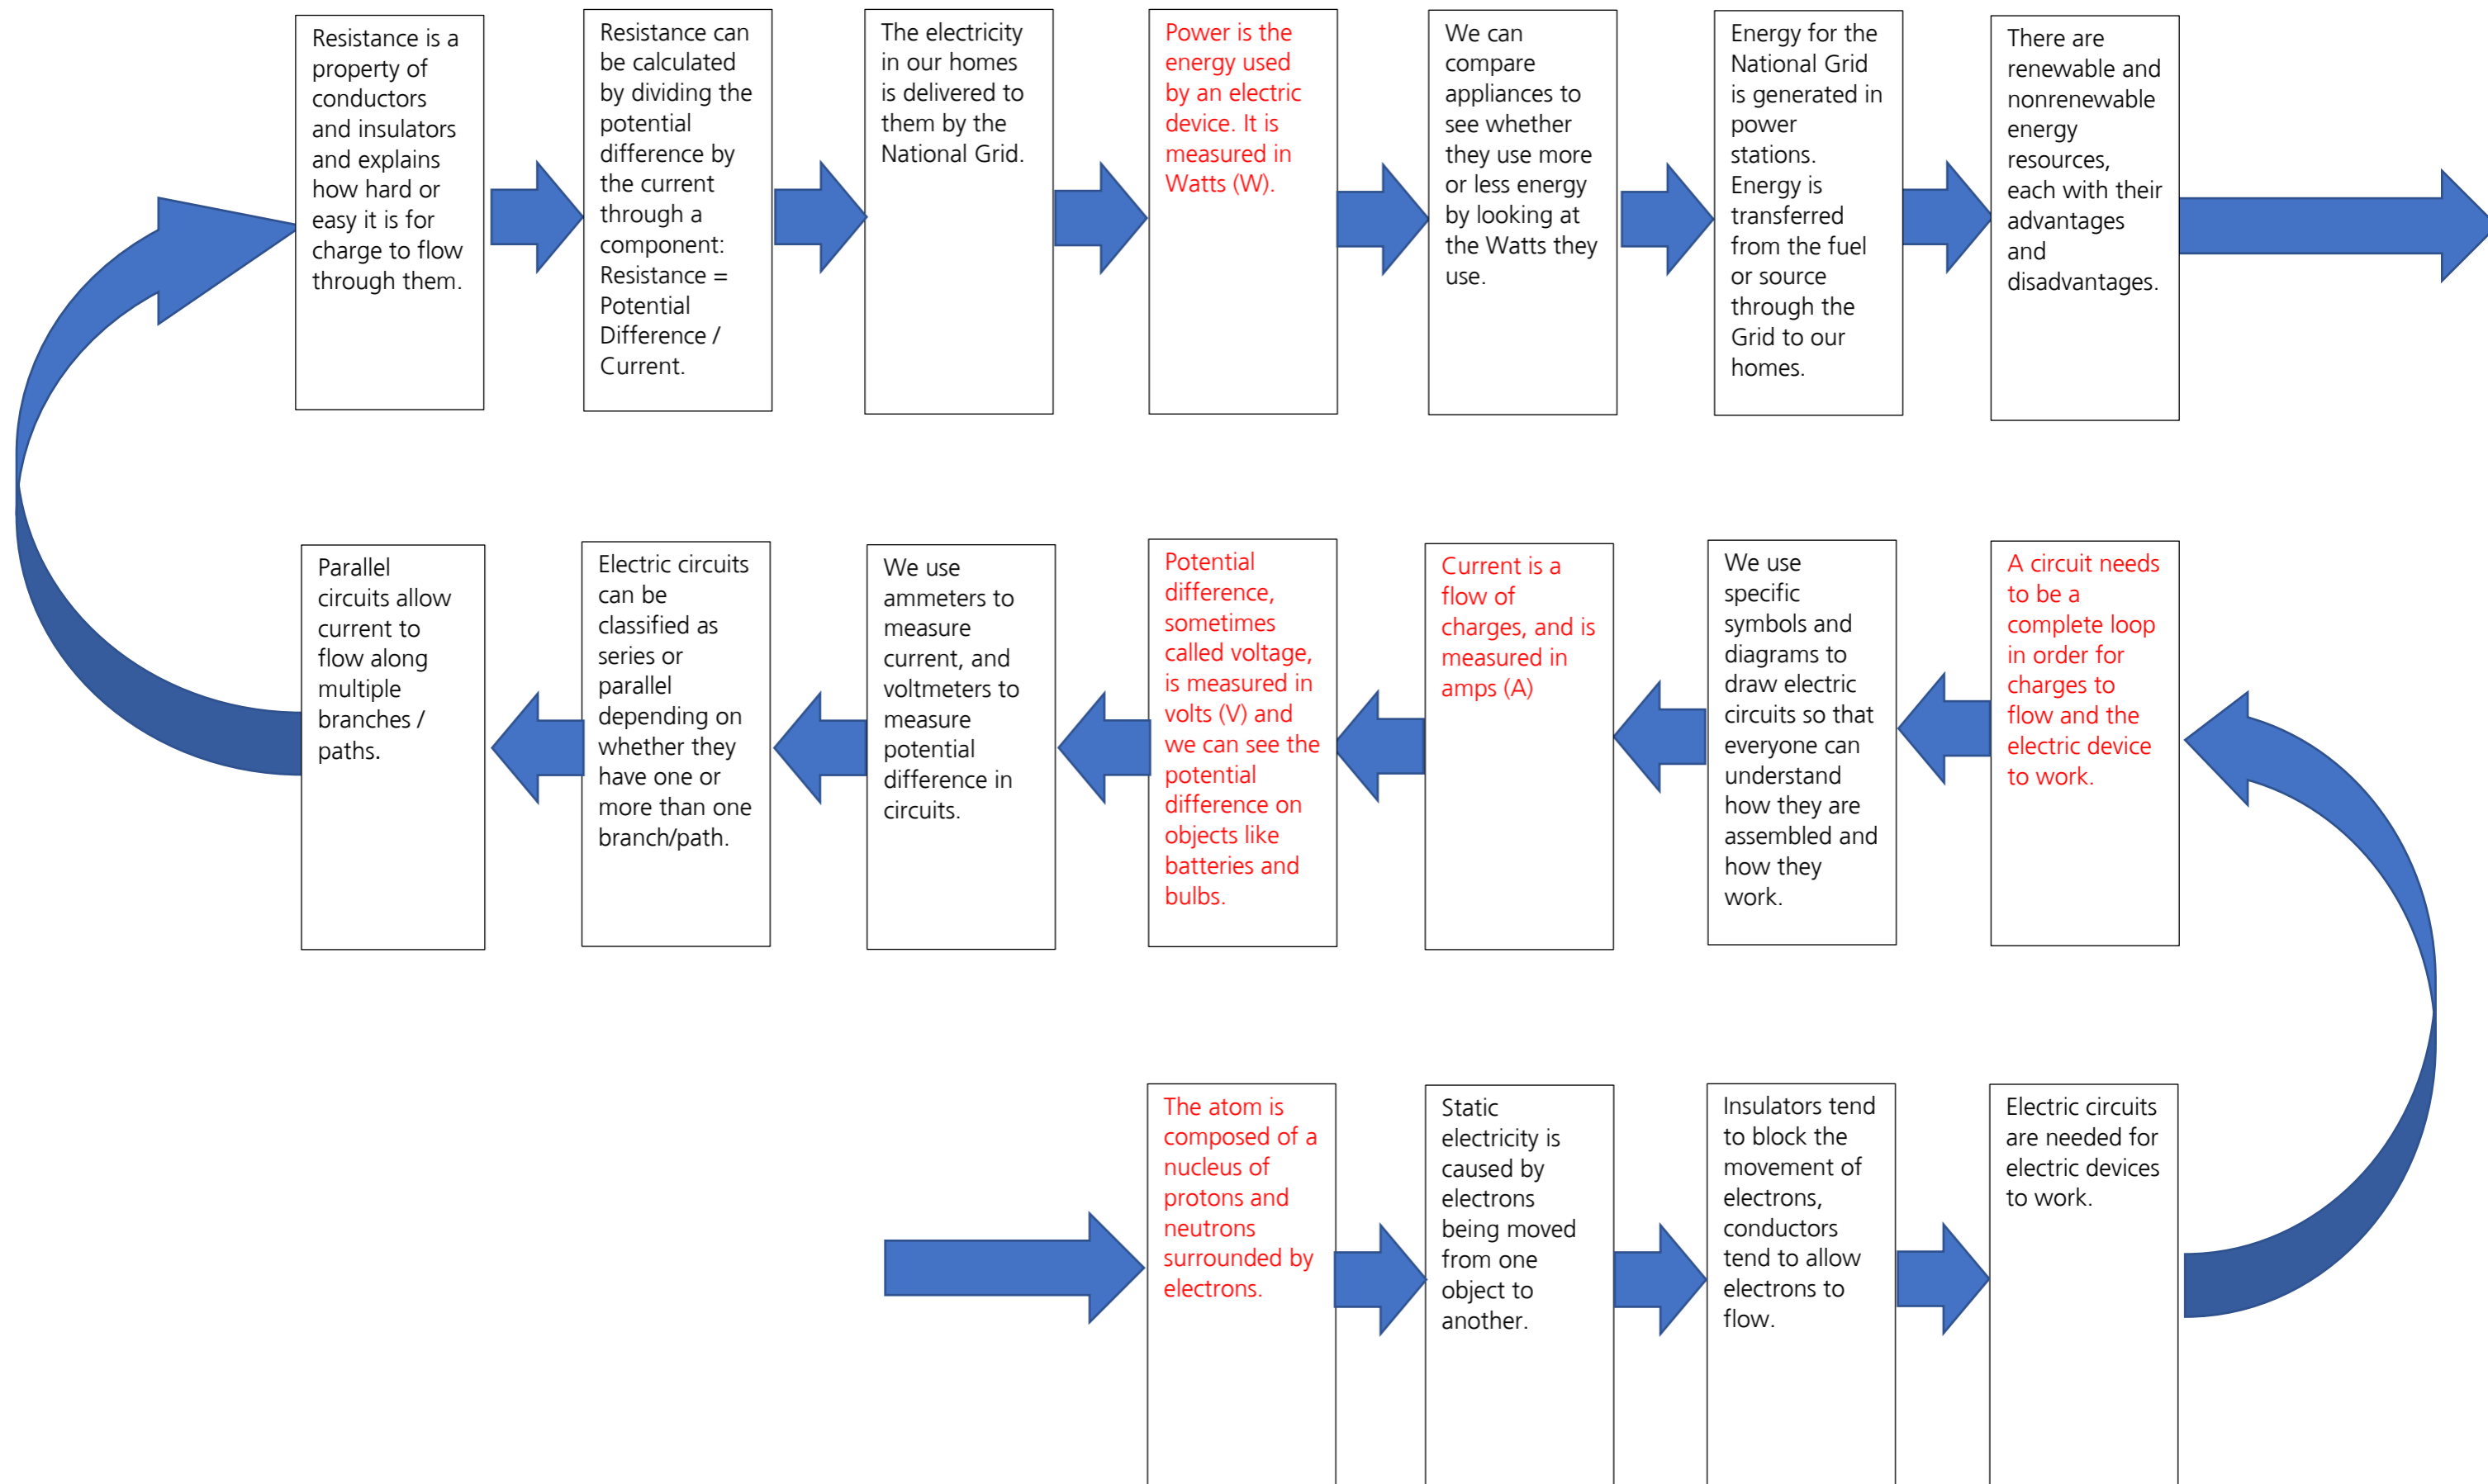 Resistance is a
property of
conductors
and insulators
and explains
how hard or
easy it is for
charge to flow
through them.
Resistance can
be calculated
by dividing the
potential
difference by
the current
through a
component:
Resistance =
Potential
Difference /
Current.
The electricity
in our homes
is delivered to
them by the
National Grid.
Power is the
energy used
by an electric
device. It is
measured in
Watts (W).
We can
compare
appliances to
see whether
they use more
or less energy
by looking at
the Watts they
use.
Energy for the
National Grid
is generated in
power
stations.
Energy is
transferred
from the fuel
or source
through the
Grid to our
homes.
There are
renewable and
nonrenewable
energy
resources,
each with their
advantages
and
disadvantages.
Parallel
circuits allow
current to
flow along
multiple
branches /
paths.
Electric circuits
can be
classified as
series or
parallel
depending on
whether they
have one or
more than one
branch/path.
We use
ammeters to
measure
current, and
voltmeters to
measure
potential
difference in
circuits.
Potential
difference,
sometimes
called voltage,
is measured in
volts (V) and
we can see the
potential
difference on
objects like
batteries and
bulbs.
Current is a
flow of
charges, and is
measured in
amps (A)
We use
specific
symbols and
diagrams to
draw electric
circuits so that
everyone can
understand
how they are
assembled and
how they
work.
A circuit needs
to be a
complete loop
in order for
charges to
flow and the
electric device
to work.
The atom is
composed of a
nucleus of
protons and
neutrons
surrounded by
electrons.
Static
electricity is
caused by
electrons
being moved
from one
object to
another.
Insulators tend
to block the
movement of
electrons,
conductors
tend to allow
electrons to
flow.
Electric circuits
are needed for
electric devices
to work.